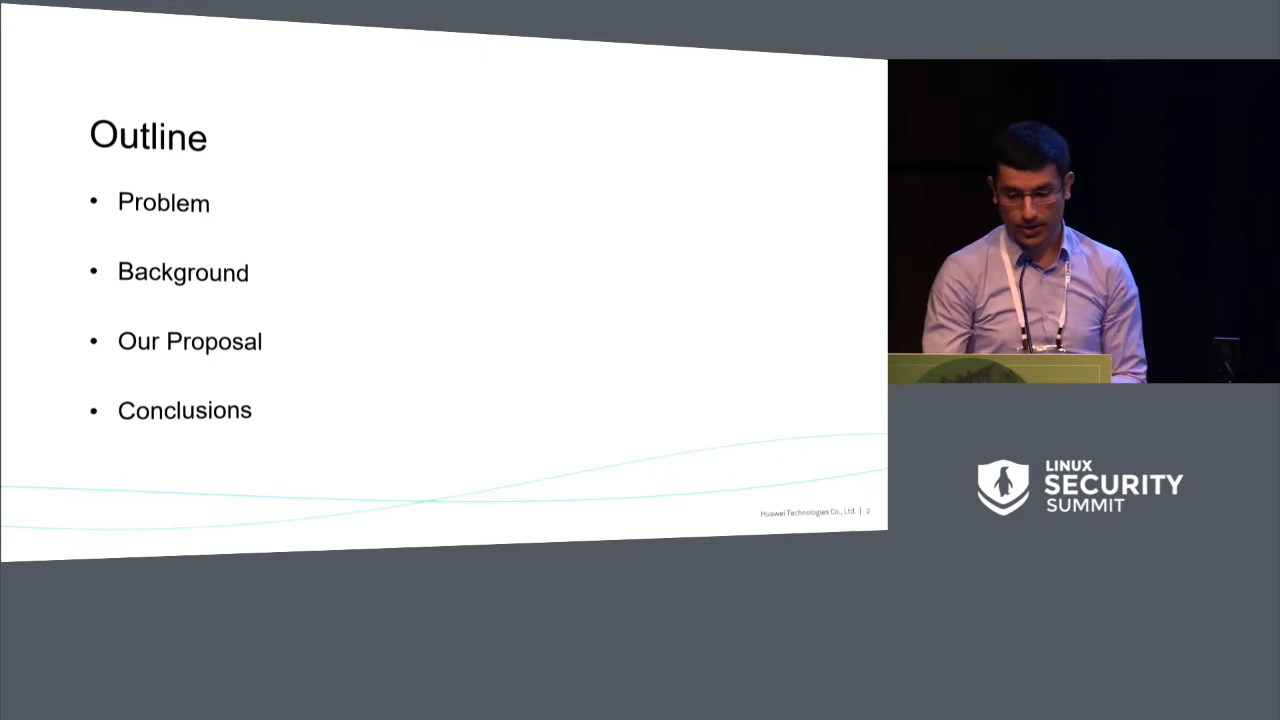 Outline
• Problem
• Background
• Our Proposal
• Conclusions
Huawei Technologies Co., Ltd. | 2
LINUX
SECURITY
SUMMIT